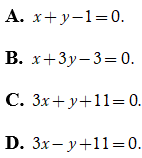 A. x + y − 1 = 0.
B. x + 3y − 3 = 0.
C. 3x + y + 11 = 0.
D. 3x − y + 11 = 0.